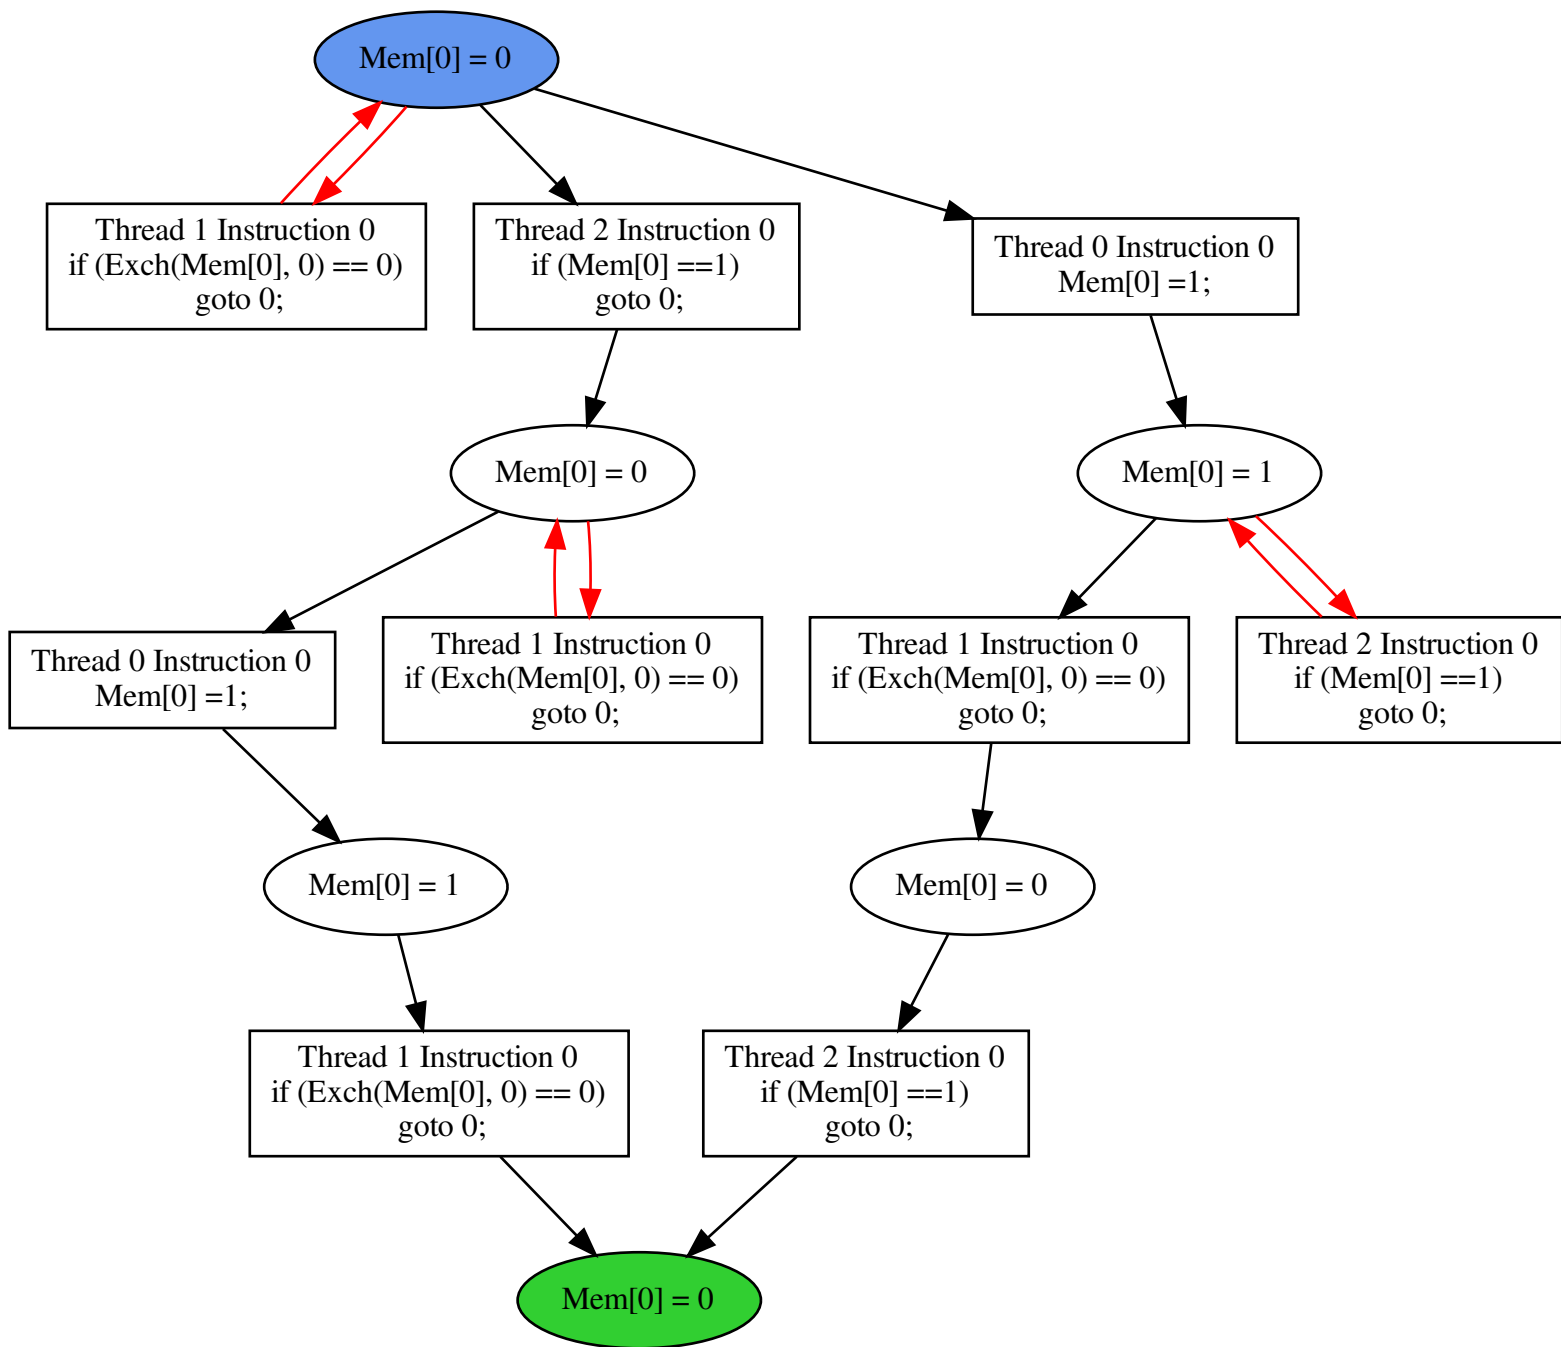 Mem[0] = 0
Thread 1 Instruction 0
if (Exch(Mem[0], 0) == 0)
goto 0;
Thread 2 Instruction 0
if (Mem[0] ==1)
goto 0;
Thread 0 Instruction 0
Mem[0] =1;
Mem[0] = 0
Mem[0] = 1
Thread 0 Instruction 0
Mem[0] =1;
Thread 1 Instruction 0
if (Exch(Mem[0], 0) == 0)
goto 0;
Thread 1 Instruction 0
if (Exch(Mem[0], 0) == 0)
goto 0;
Thread 2 Instruction 0
if (Mem[0] ==1)
goto 0;
Mem[0] = 1
Mem[0] = 0
Thread 1 Instruction 0
if (Exch(Mem[0], 0) == 0)
goto 0;
Thread 2 Instruction 0
if (Mem[0] ==1)
goto 0;
Mem[0] = 0